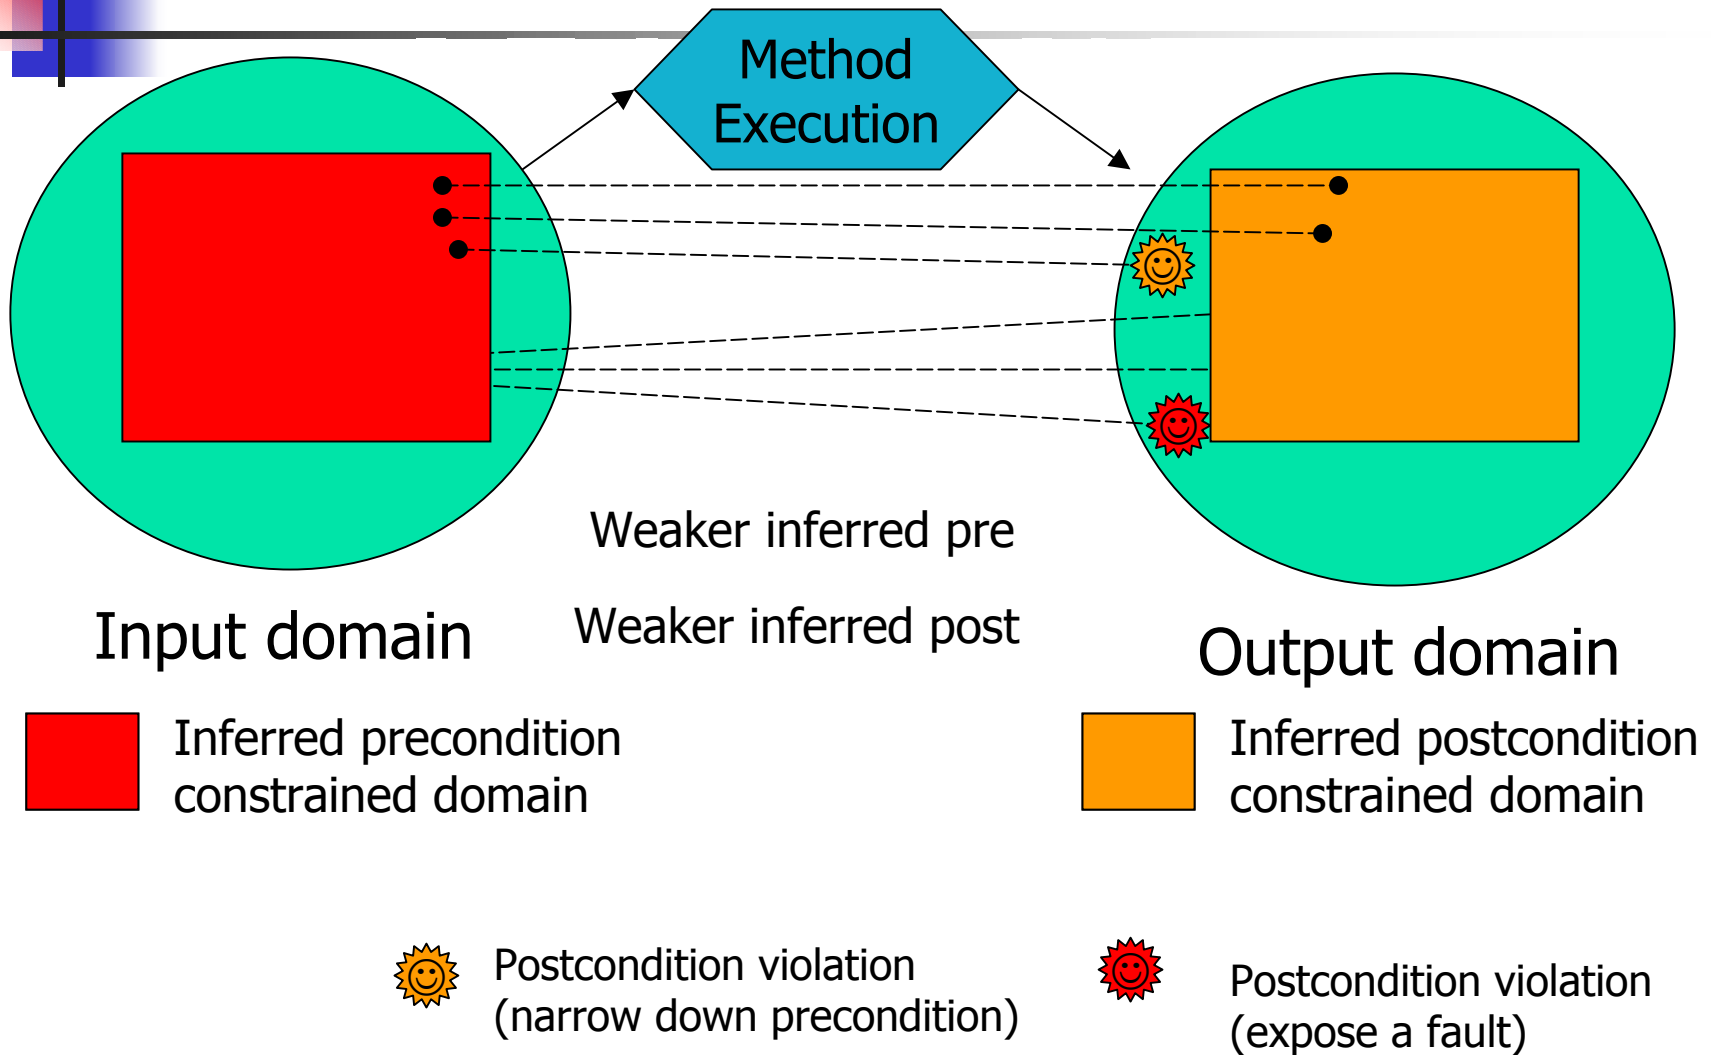 Method
Execution
Weaker inferred pre
Weaker inferred post
Input domain
Output domain
Inferred precondition
constrained domain
Inferred postcondition
constrained domain
Postcondition violation
(narrow down precondition)
Postcondition violation
(expose a fault)